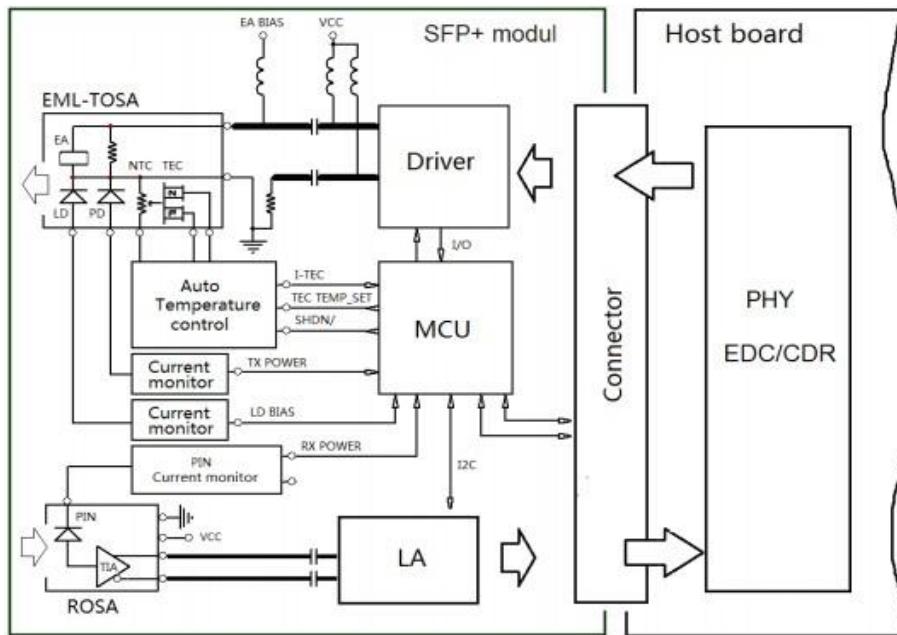 EA BIAS
VCC
SFP+ modul
Host board
EML-TOSA
EA
NTC TEC
N
P
LD
PD
Driver
I/O
Auto
Temperature
control
I-TEC
TEC TEMP_SET
SHDN/
MCU
Connector
PHY
EDC/CDR
Current
monitor
TX POWER
Current
monitor
LD BIAS
PIN
Current monitor
RX POWER
I2C
PIN
VCC
TIA
LA
ROSA